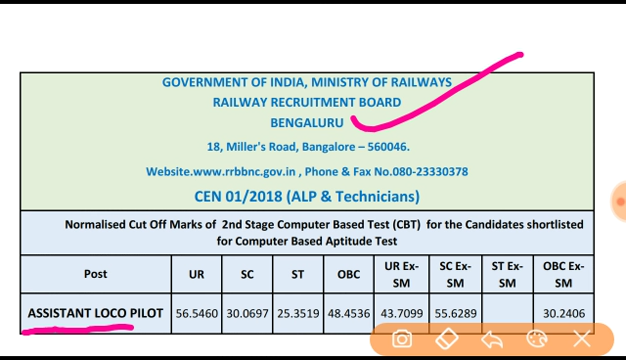 GOVERNMENT OF INDIA, MINISTRY OF RAILWAYS
RAILWAY RECRUITMENT BOARD
BENGALURU
18, Miller's Road, Bangalore – 560046.
Website.www.rrbbnc.gov.in , Phone & Fax No.080-23330378
CEN 01/2018 (ALP & Technicians)
Normalised Cut Off Marks of 2nd Stage Computer Based Test (CBT) for the Candidates shortlisted
for Computer Based Aptitude Test
Post UR SC ST OBC UR Ex-SM SC Ex-SM ST Ex-SM OBC Ex-SM
ASSISTANT LOCO PILOT 56.5460 30.0697 25.3519 48.4536 43.7099 55.6289 30.2406